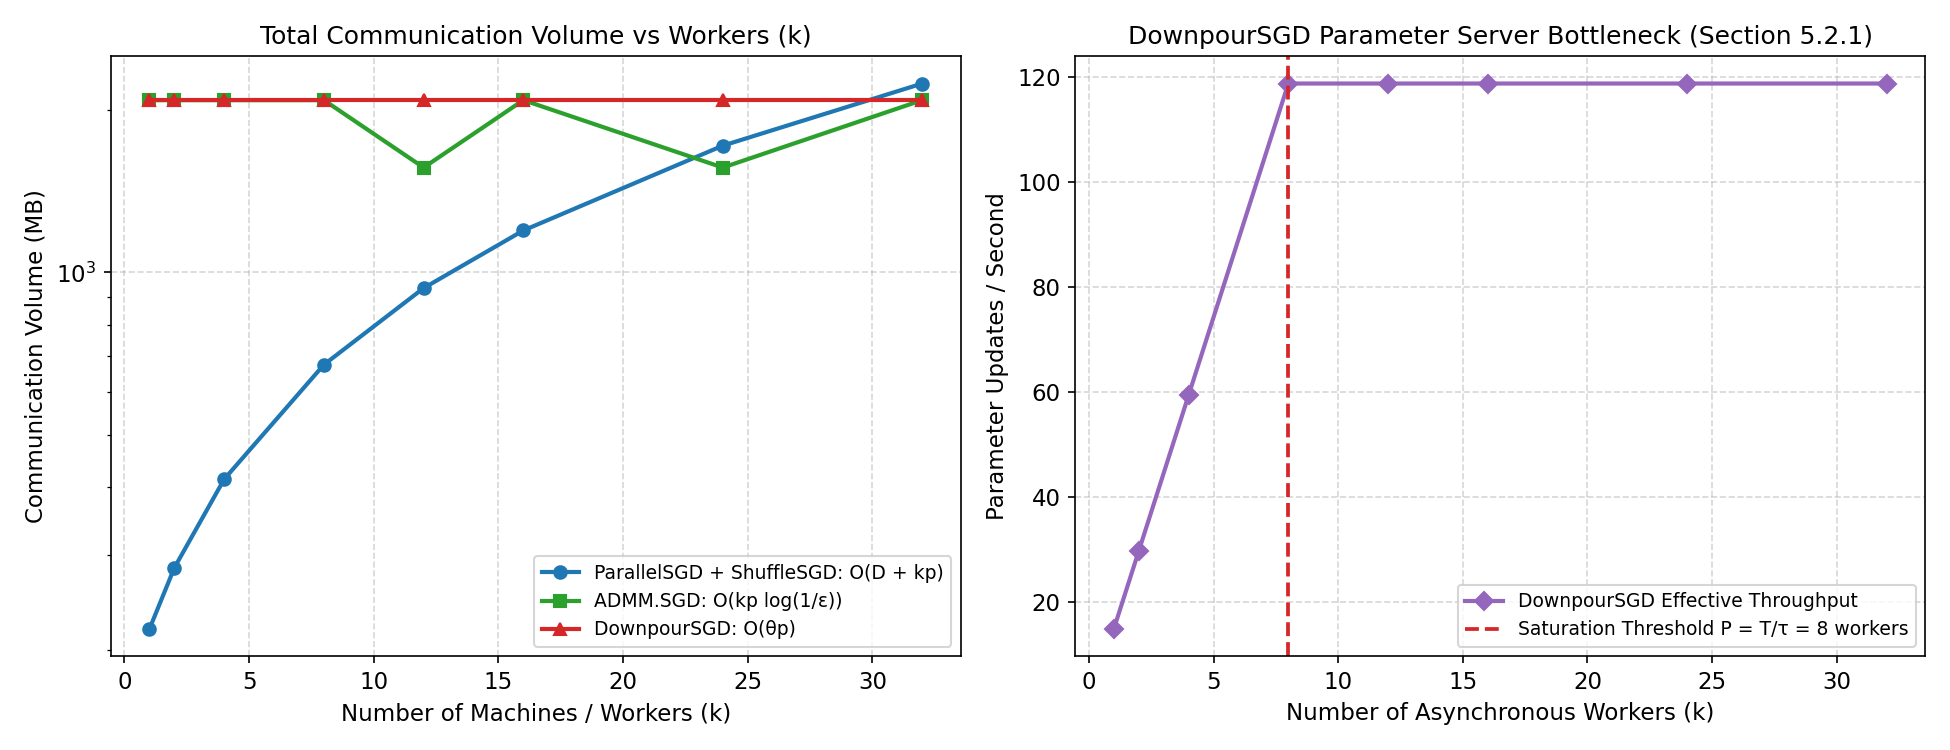 Total Communication Volume vs Workers (k)
Communication Volume (MB)
10³
0 5 10 15 20 25 30
Number of Machines / Workers (k)
ParallelSGD + ShuffleSGD: O(D + kp)
ADMM.SGD: O(kp log(1/ε))
DownpourSGD: O(θp)
DownpourSGD Parameter Server Bottleneck (Section 5.2.1)
Parameter Updates / Second
120
100
80
60
40
20
0 5 10 15 20 25 30
Number of Asynchronous Workers (k)
DownpourSGD Effective Throughput
Saturation Threshold P = T/τ = 8 workers